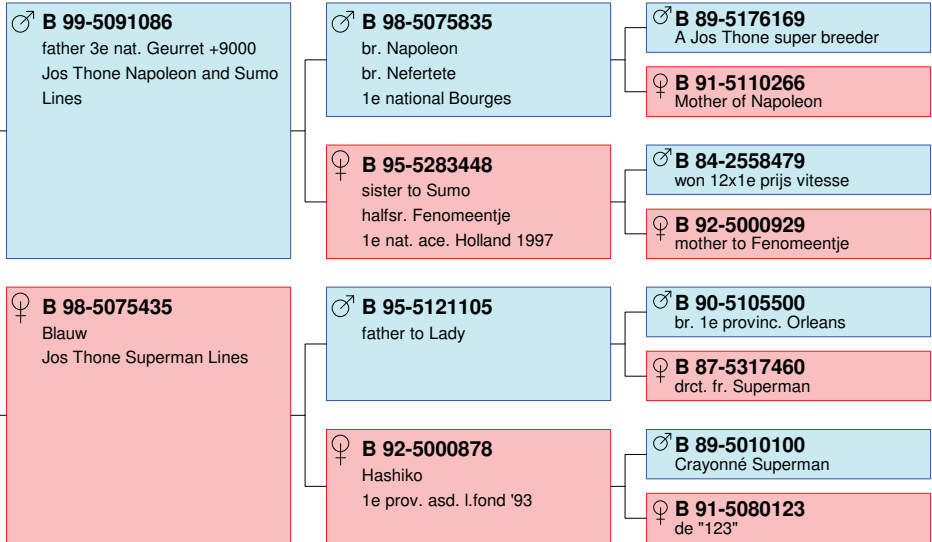 B 99-5091086
father 3e nat. Geurret +9000
Jos Thone Napoleon and Sumo
Lines
B 98-5075835
br. Napoleon
br. Nefertete
1e national Bourges
B 89-5176169
A Jos Thone super breeder
B 91-5110266
Mother of Napoleon
B 95-5283448
sister to Sumo
halfsr. Fenomeentje
1e nat. ace. Holland 1997
B 84-2558479
won 12x1e prijs vitesse
B 92-5000929
mother to Fenomeentje
B 98-5075435
Blauw
Jos Thone Superman Lines
B 95-5121105
father to Lady
B 90-5105500
br. 1e provinc. Orleans
B 87-5317460
drct. fr. Superman
B 92-5000878
Hashiko
1e prov. asd. l.fond '93
B 89-5010100
Crayonné Superman
B 91-5080123
de "123"